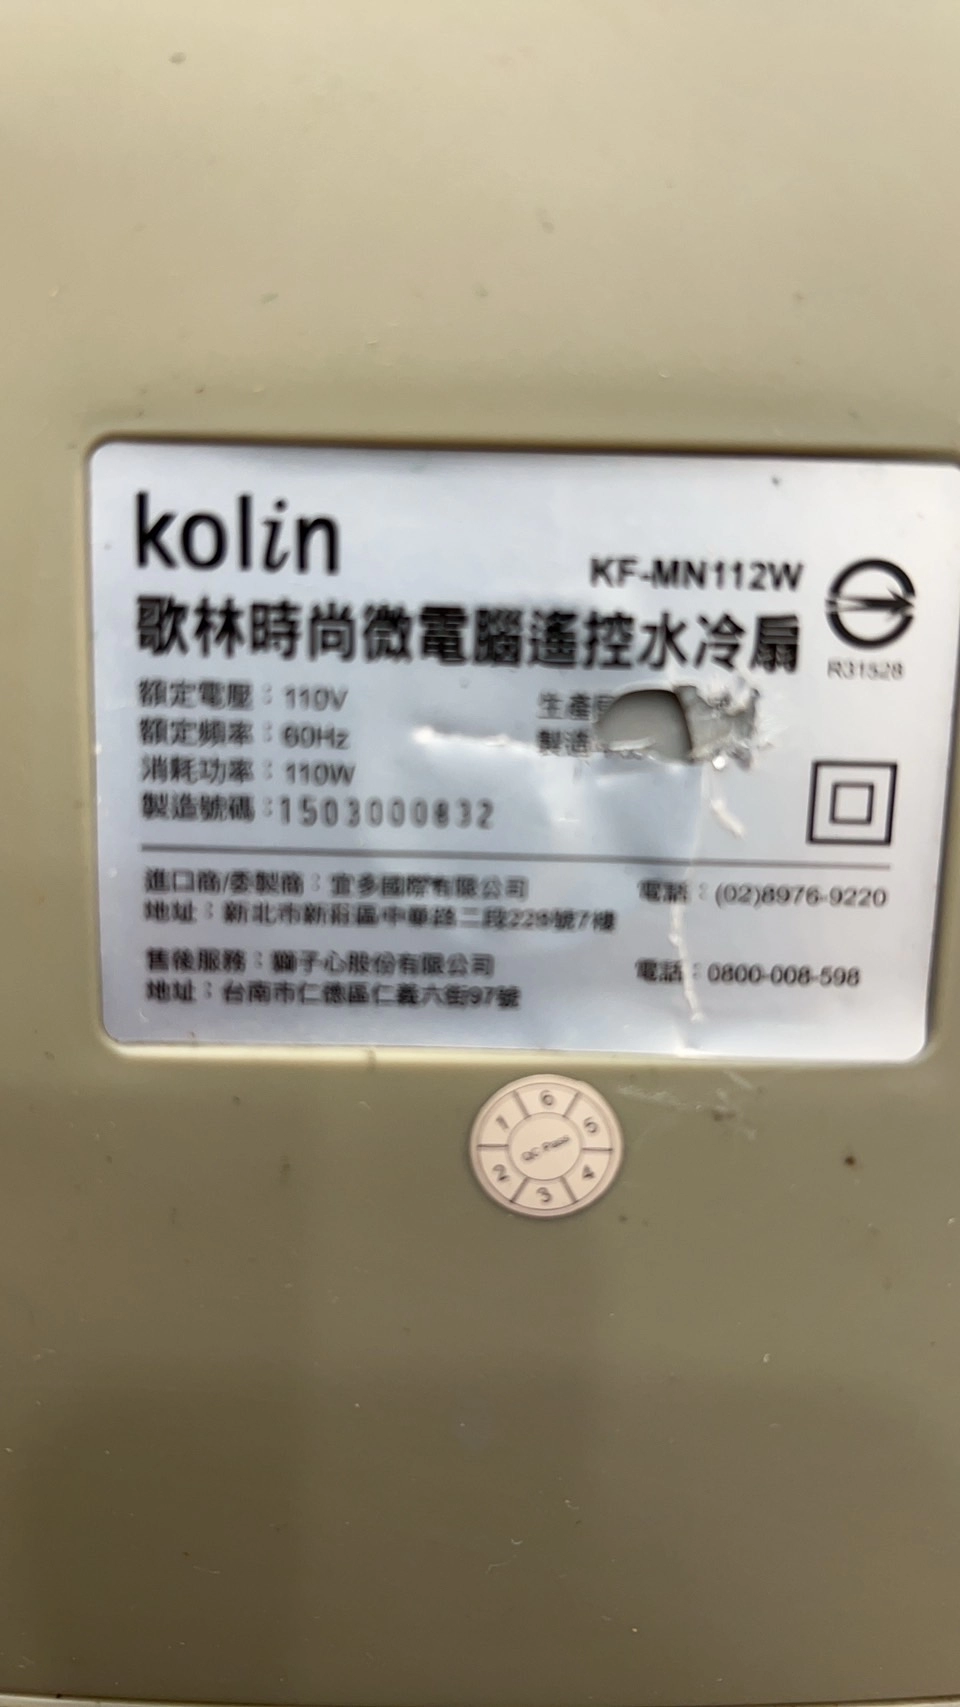 kolin
KF-MN112W
歌林時尚微電腦遙控水冷扇
R31528
額定電壓：110V
生產
額定頻率：60Hz
製造
消耗功率：110W
製造號碼：1503000832
進口商/委製商：宜多國際有限公司
電話：(02)8976-9220
地址：新北市新莊區中華路二段228號7樓
售後服務：獅子心股份有限公司
電話：0800-008-598
地址：台南市仁德區仁義六街97號
1 6 5 2 3 4
QC Pass